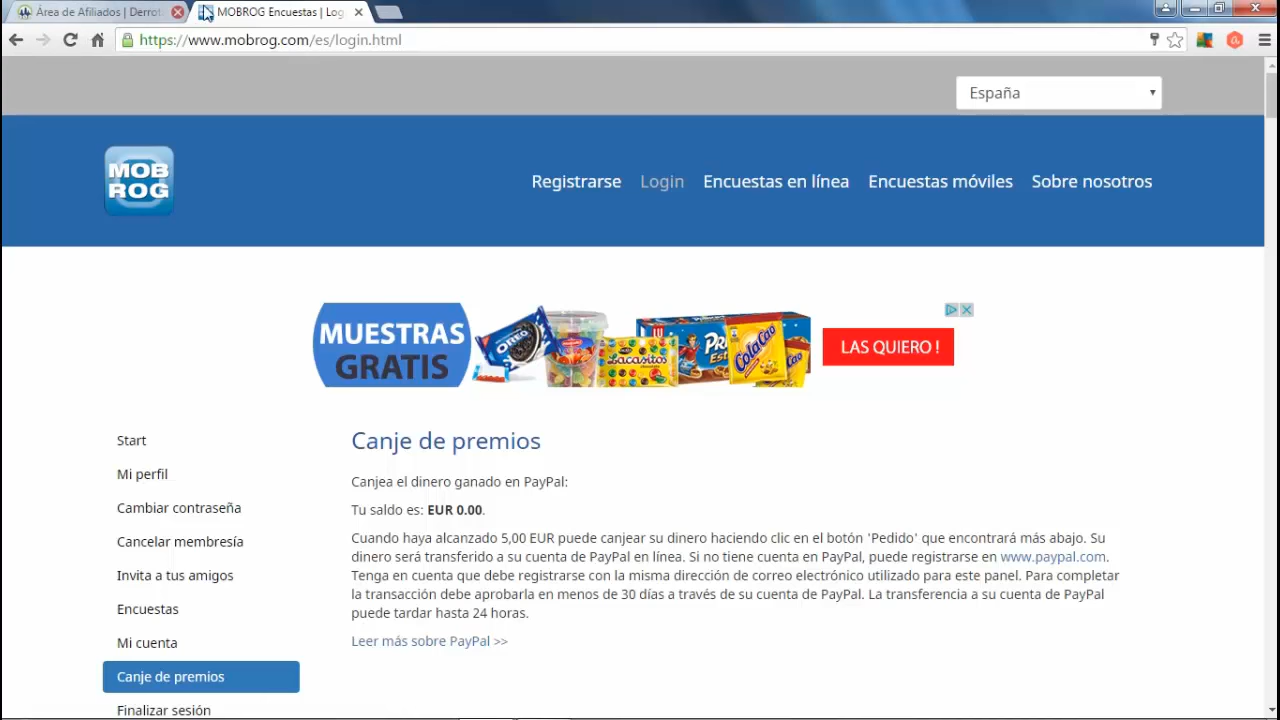 Área de Afiliados | Derrot
MOBROG Encuestas | Log
https://www.mobrog.com/es/login.html
España
MOB
ROG
Registrarse Login Encuestas en línea Encuestas móviles Sobre nosotros
MUESTRAS
GRATIS
OREO
Lacasitos
ColaCao
LAS QUIERO !
Start
Mi perfil
Cambiar contraseña
Cancelar membresía
Invita a tus amigos
Encuestas
Mi cuenta
Canje de premios
Finalizar sesión
Canje de premios
Canjea el dinero ganado en PayPal:
Tu saldo es: EUR 0.00.
Cuando haya alcanzado 5,00 EUR puede canjear su dinero haciendo clic en el botón 'Pedido' que encontrará más abajo. Su
dinero será transferido a su cuenta de PayPal en línea. Si no tiene cuenta en PayPal, puede registrarse en www.paypal.com.
Tenga en cuenta que debe registrarse con la misma dirección de correo electrónico utilizado para este panel. Para completar
la transacción debe aprobarla en menos de 30 días a través de su cuenta de PayPal. La transferencia a su cuenta de PayPal
puede tardar hasta 24 horas.
Leer más sobre PayPal >>